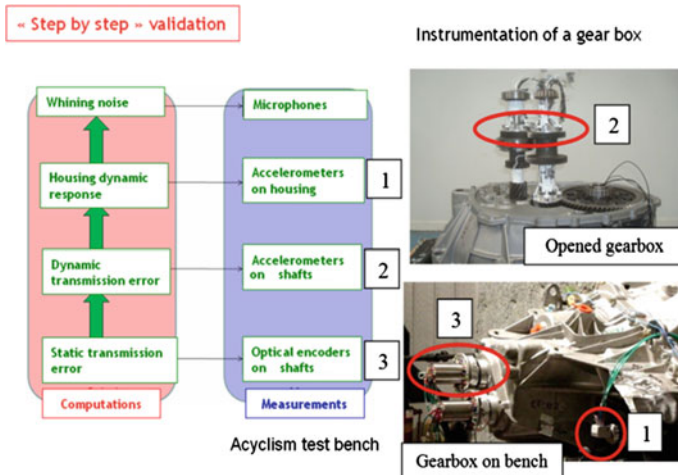 « Step by step » validation
Instrumentation of a gear box
Whining noise
Microphones
2
Housing dynamic
response
Accelerometers
on housing
1
Opened gearbox
Dynamic
transmission error
Accelerometers
on shafts
2
3
Static transmission
error
Optical encoders
on shafts
3
Computations
Measurements
1
Acyclism test bench
Gearbox on bench